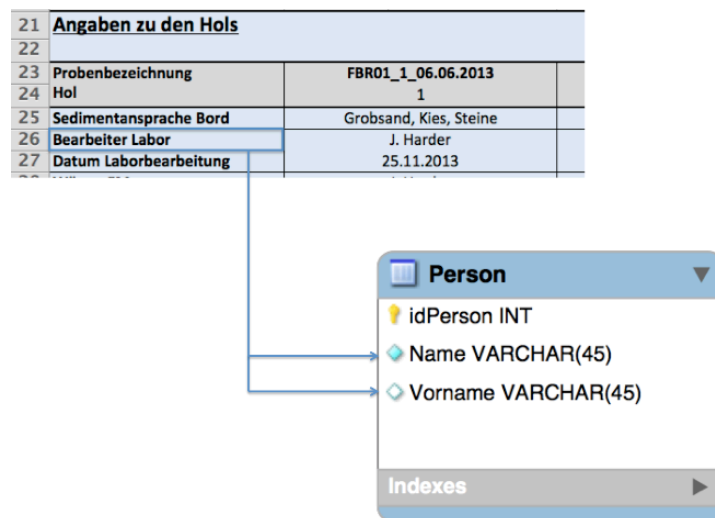 21 Angaben zu den Hols
22
23 Probenbezeichnung FBR01_1_06.06.2013
24 Hol 1
25 Sedimentansprache Bord Grobsand, Kies, Steine
26 Bearbeiter Labor J. Harder
27 Datum Laborbearbeitung 25.11.2013
Person
idPerson INT
Name VARCHAR(45)
Vorname VARCHAR(45)
Indexes